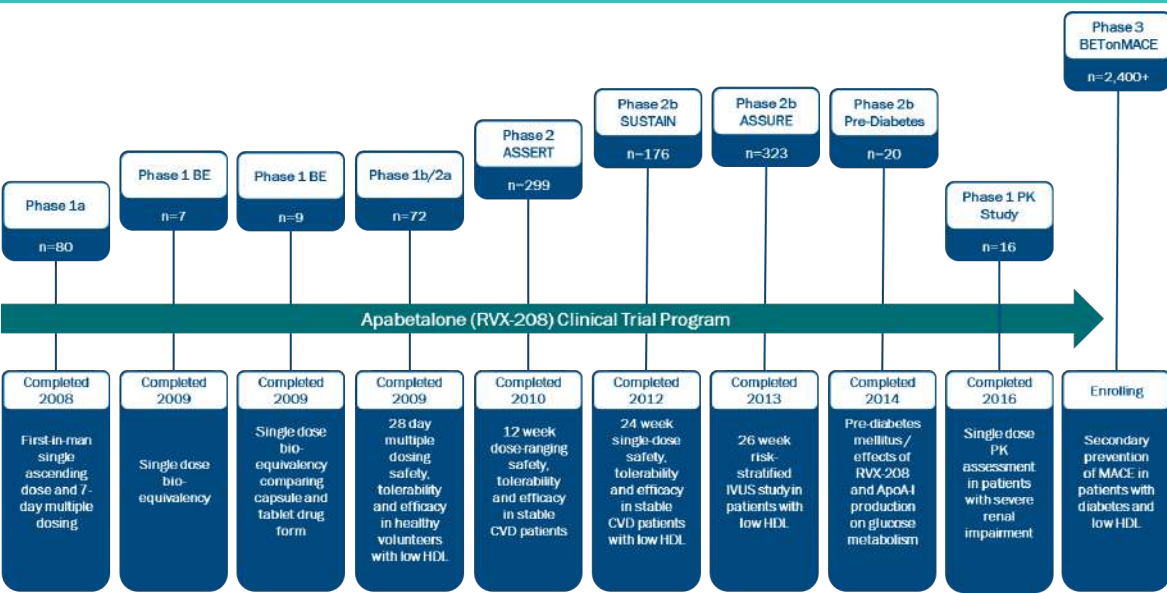 Phase 1a
n=80
Phase 1 BE
n=7
Phase 1 BE
n=9
Phase 1b/2a
n=72
Phase 2
ASSERT
n=299
Phase 2b
SUSTAIN
n=176
Phase 2b
ASSURE
n=323
Phase 2b
Pre-Diabetes
n=20
Phase 1 PK
Study
n=16
Phase 3
BETonMACE
n=2,400+
Apabetalone (RVX-208) Clinical Trial Program
Completed
2008
First-in-man
single
ascending
dose and 7-
day multiple
dosing
Completed
2009
Single dose
bio-
equivalency
Completed
2009
Single dose
bio-
equivalency
comparing
capsule and
tablet drug
form
Completed
2009
28 day
multiple
dosing
safety,
tolerability
and efficacy
in healthy
volunteers
with low HDL
Completed
2010
12 week
dose-ranging
safety,
tolerability
and efficacy
in stable
CVD patients
Completed
2012
24 week
single-dose
safety,
tolerability
and efficacy
in stable
CVD patients
with low HDL
Completed
2013
26 week
risk-
stratified
IVUS study in
patients with
low HDL
Completed
2014
Pre-diabetes
mellitus /
effects of
RVX-208
and ApoA-I
production
on glucose
metabolism
Completed
2016
Single dose
PK
assessment
in patients
with severe
renal
impairment
Enrolling
Secondary
prevention
of MACE in
patients with
diabetes and
low HDL